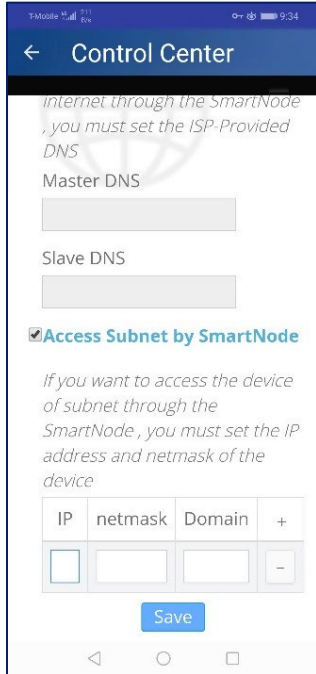 T-Mobile 211 B/s 9:34
← Control Center
internet through the SmartNode
, you must set the ISP-Provided
DNS
Master DNS
Slave DNS
Access Subnet by SmartNode
If you want to access the device
of subnet through the
SmartNode , you must set the IP
address and netmask of the
device
IP netmask Domain +
-
Save